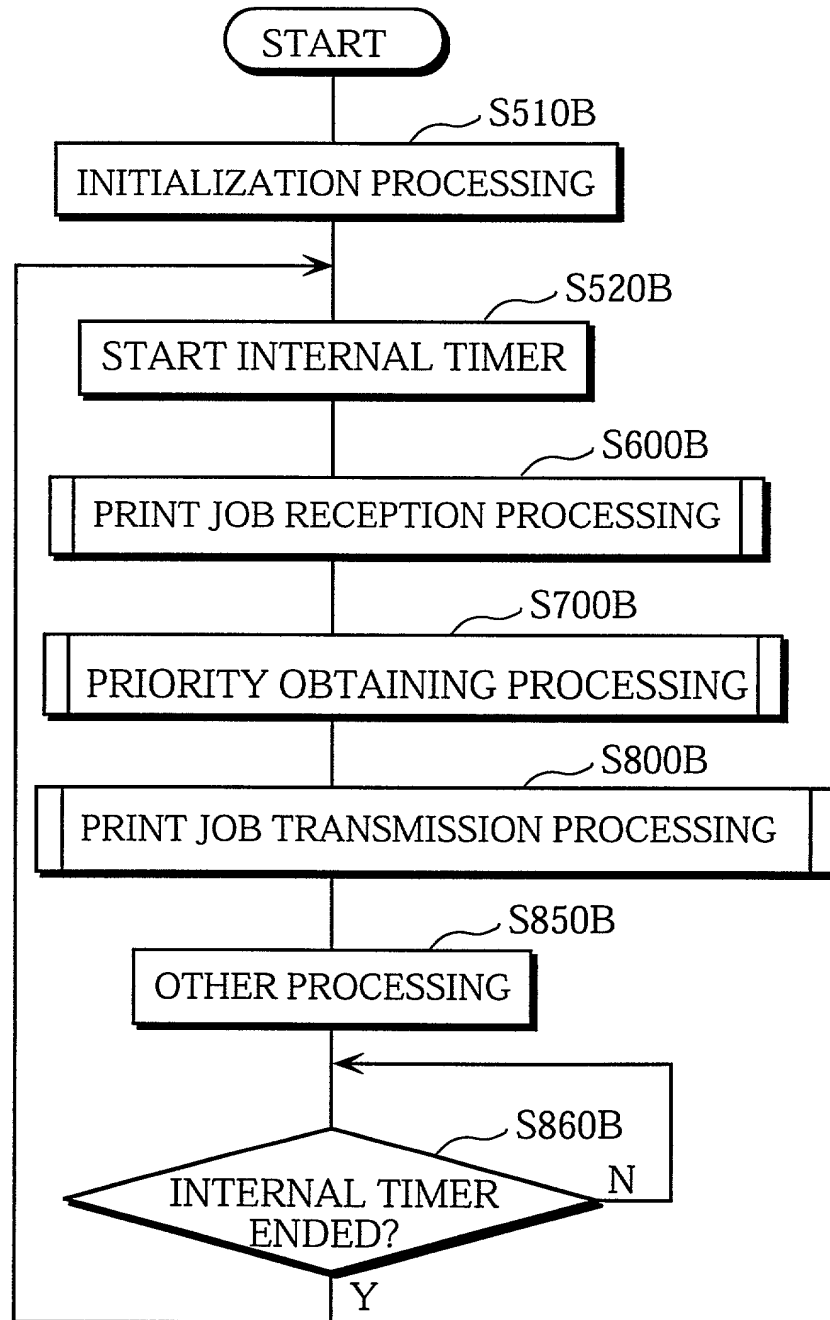 START
S510B
INITIALIZATION PROCESSING
S520B
START INTERNAL TIMER
S600B
PRINT JOB RECEPTION PROCESSING
S700B
PRIORITY OBTAINING PROCESSING
S800B
PRINT JOB TRANSMISSION PROCESSING
S850B
OTHER PROCESSING
S860B
INTERNAL TIMER
ENDED?
N
Y